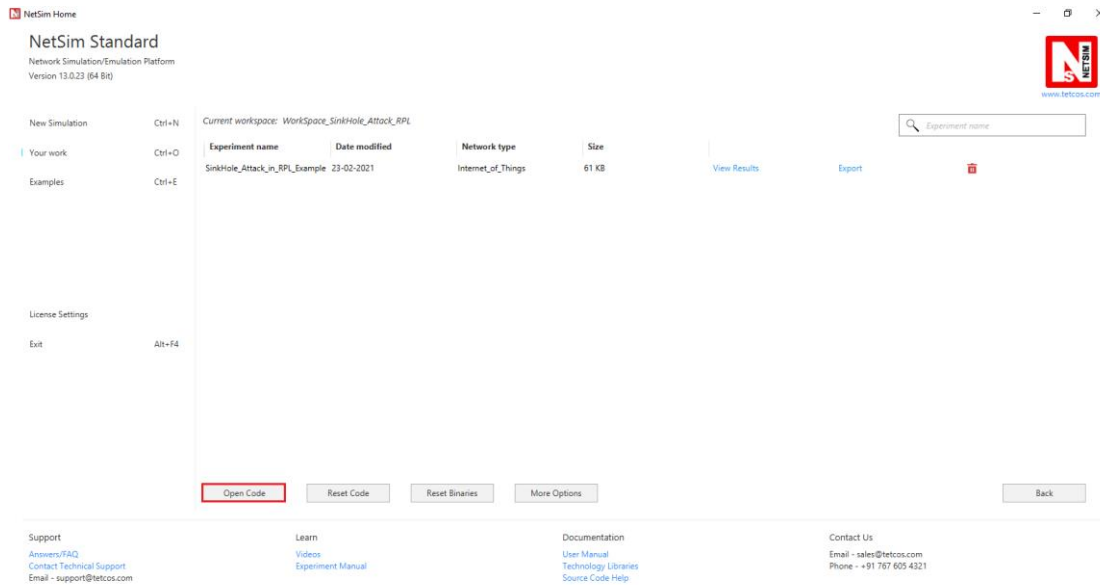 NetSim Home
NetSim Standard
Network Simulation/Emulation Platform
Version 13.0.23 (64 Bit)
N
S
NETSIM
www.tetcos.com
New Simulation Ctrl+N
Your work Ctrl+O
Examples Ctrl+E
License Settings
Exit Alt+F4
Current workspace: WorkSpace_SinkHole_Attack_RPL
Experiment name
Experiment name Date modified Network type Size
SinkHole_Attack_in_RPL_Example 23-02-2021 Internet_of_Things 61 KB View Results Export
Open Code Reset Code Reset Binaries More Options Back
Support
Answers/FAQ
Contact Technical Support
Email - support@tetcos.com
Learn
Videos
Experiment Manual
Documentation
User Manual
Technology Libraries
Source Code Help
Contact Us
Email - sales@tetcos.com
Phone - +91 767 605 4321